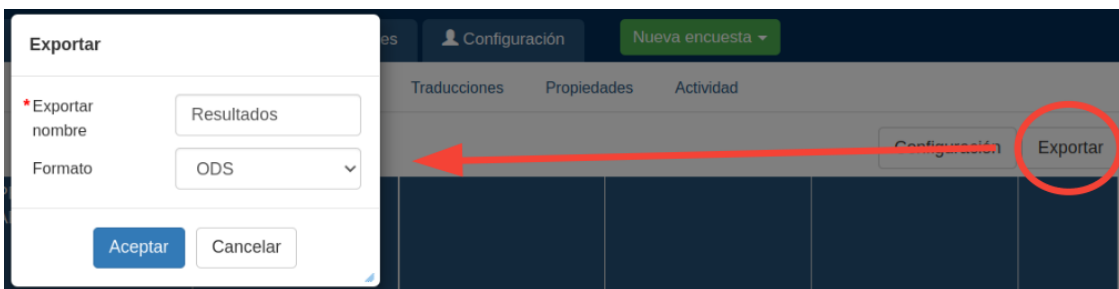 Exportar
es
Configuración
Nueva encuesta
Traducciones
Propiedades
Actividad
*Exportar
nombre
Resultados
Configuración
Exportar
Formato
ODS
Aceptar
Cancelar